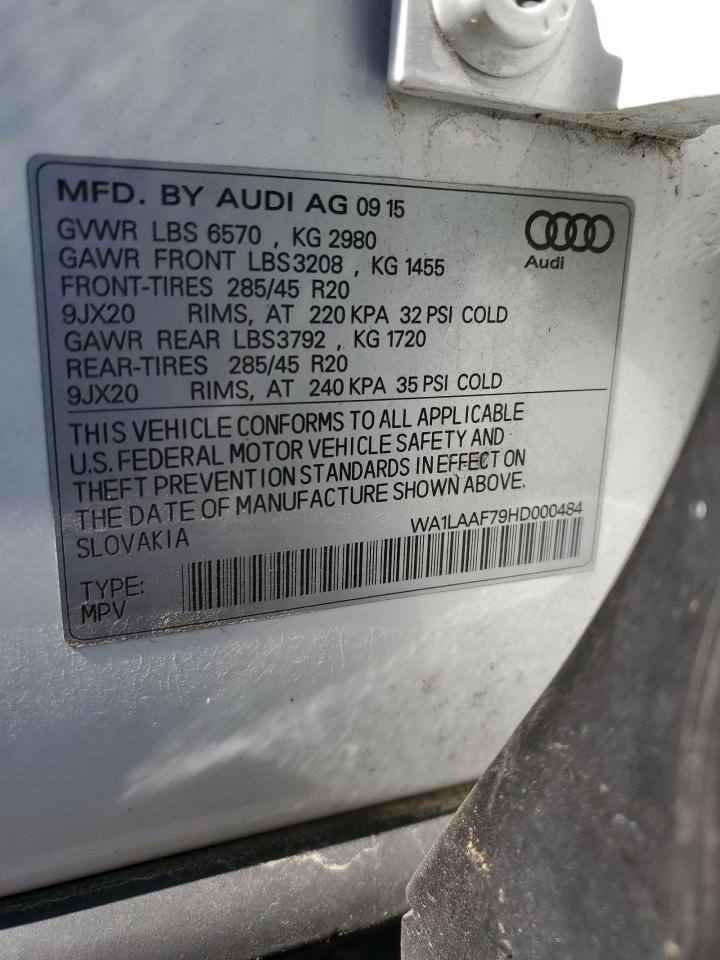 MFD. BY AUDI AG 09 15
GVWR LBS 6570 , KG 2980
GAWR FRONT LBS3208 , KG 1455
FRONT-TIRES 285/45 R20
9JX20 RIMS, AT 220 KPA 32 PSI COLD
GAWR REAR LBS3792 , KG 1720
REAR-TIRES 285/45 R20
9JX20 RIMS, AT 240 KPA 35 PSI COLD
Audi
THIS VEHICLE CONFORMS TO ALL APPLICABLE
U.S. FEDERAL MOTOR VEHICLE SAFETY AND
THEFT PREVENTION STANDARDS IN EFFECT ON
THE DATE OF MANUFACTURE SHOWN ABOVE.
SLOVAKIA WA1LAAF79HD000484
TYPE:
MPV